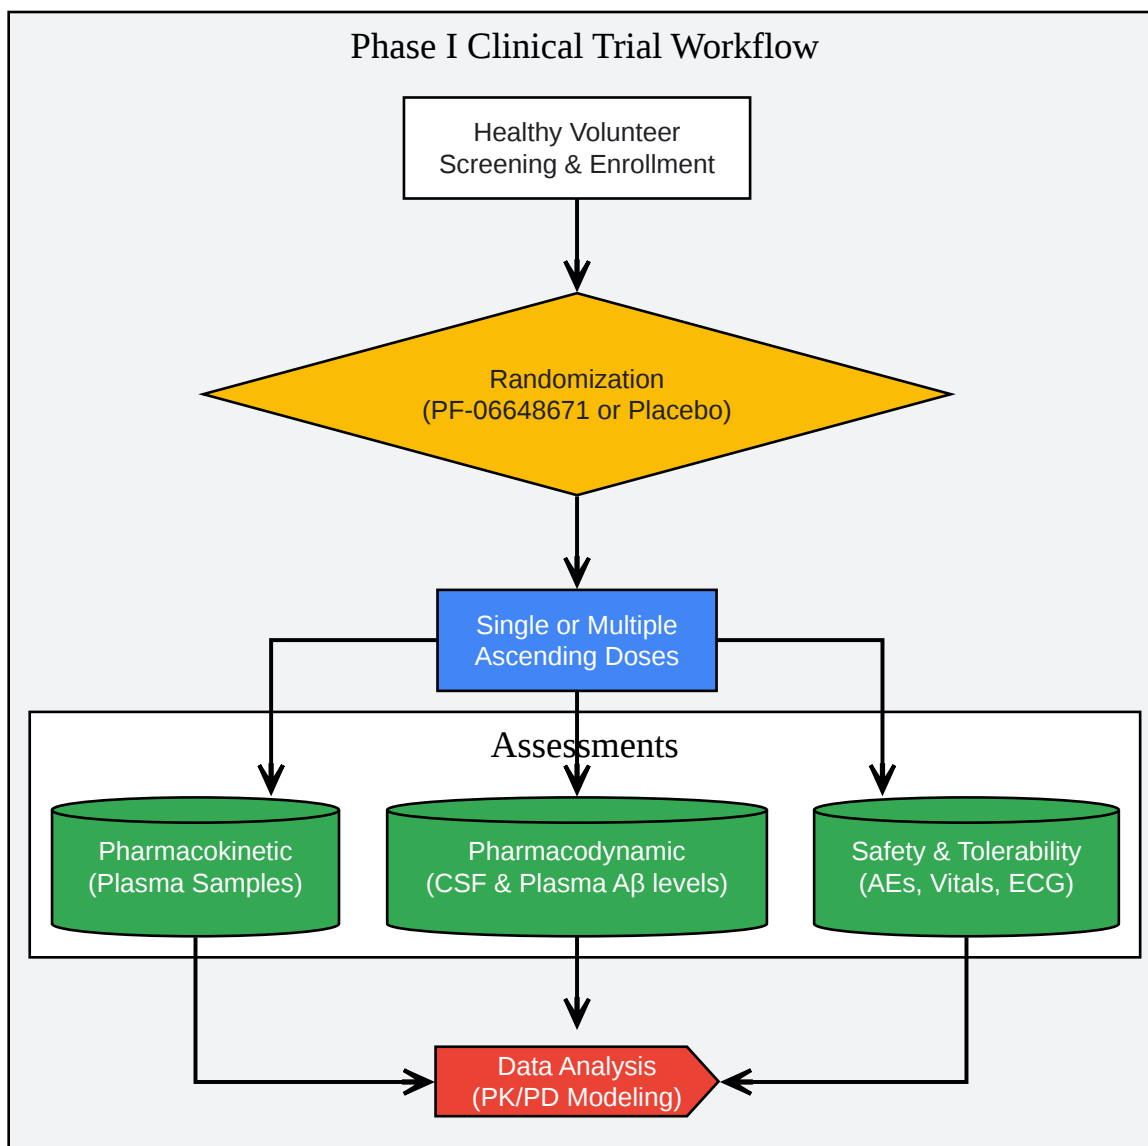 Phase I Clinical Trial Workflow
Healthy Volunteer
Screening & Enrollment
Randomization
(PF-06648671 or Placebo)
Single or Multiple
Ascending Doses
Assessments
Pharmacokinetic
(Plasma Samples)
Pharmacodynamic
(CSF & Plasma Aβ levels)
Safety & Tolerability
(AEs, Vitals, ECG)
Data Analysis
(PK/PD Modeling)